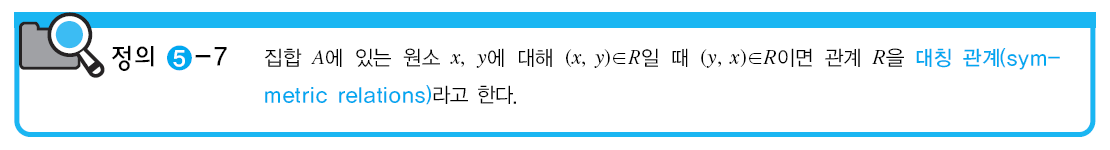 정의 5-7 집합 A에 있는 원소 x, y에 대해 (x, y)∈R일 때 (y, x)∈R이면 관계 R을 대칭 관계(sym-
metric relations)라고 한다.